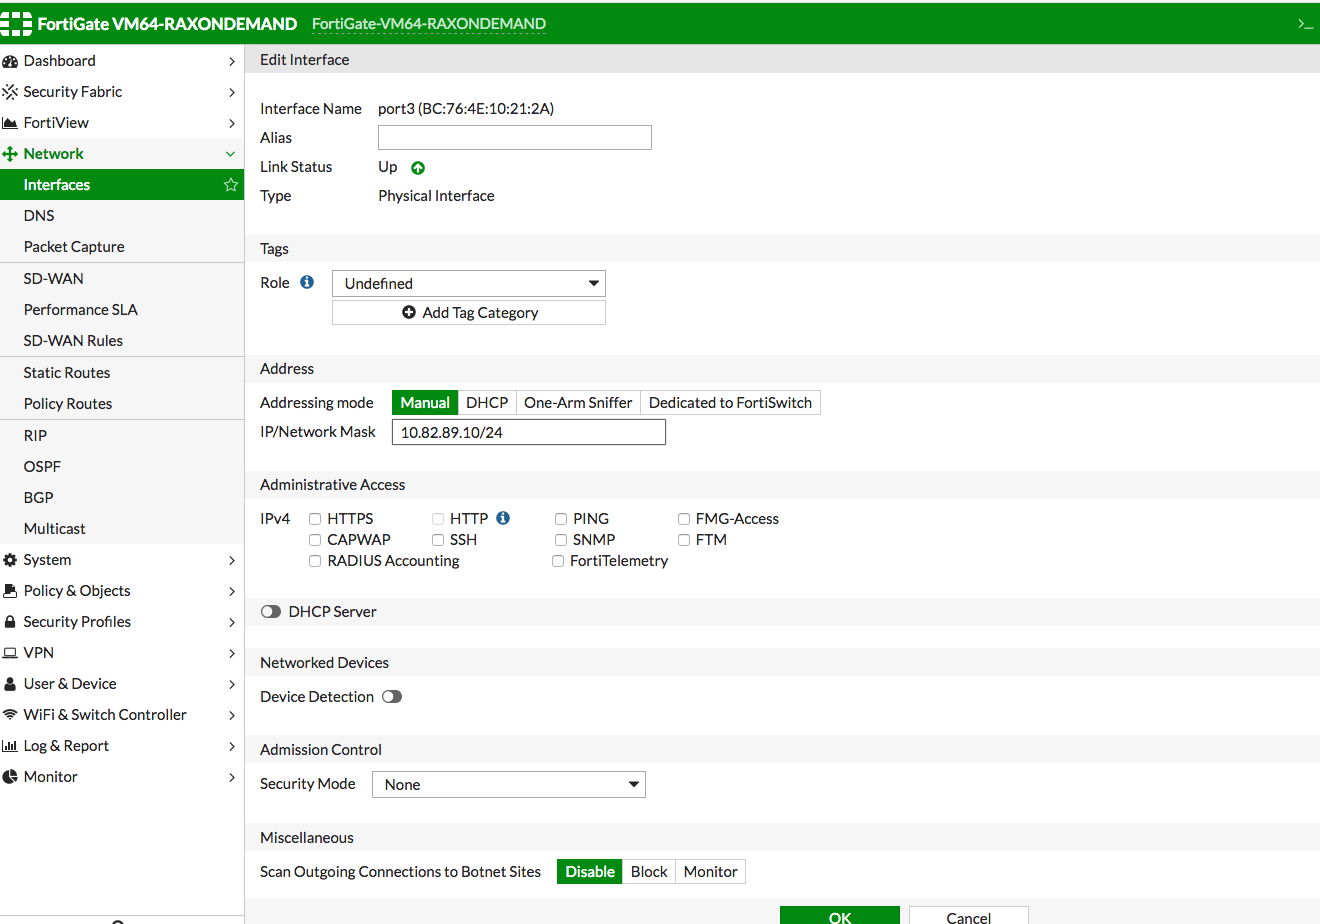 FortiGate VM64-RAXONDEMAND FortiGate-VM64-RAXONDEMAND >_
Dashboard
Security Fabric
FortiView
Network
Interfaces
DNS
Packet Capture
SD-WAN
Performance SLA
SD-WAN Rules
Static Routes
Policy Routes
RIP
OSPF
BGP
Multicast
System
Policy & Objects
Security Profiles
VPN
User & Device
WiFi & Switch Controller
Log & Report
Monitor
Edit Interface
Interface Name port3 (BC:76:4E:10:21:2A)
Alias
Link Status Up
Type Physical Interface
Tags
Role Undefined
Add Tag Category
Address
Addressing mode Manual DHCP One-Arm Sniffer Dedicated to FortiSwitch
IP/Network Mask 10.82.89.10/24
Administrative Access
IPv4 HTTPS HTTP PING FMG-Access
CAPWAP SSH SNMP FTM
RADIUS Accounting FortiTelemetry
DHCP Server
Networked Devices
Device Detection
Admission Control
Security Mode None
Miscellaneous
Scan Outgoing Connections to Botnet Sites Disable Block Monitor
OK Cancel